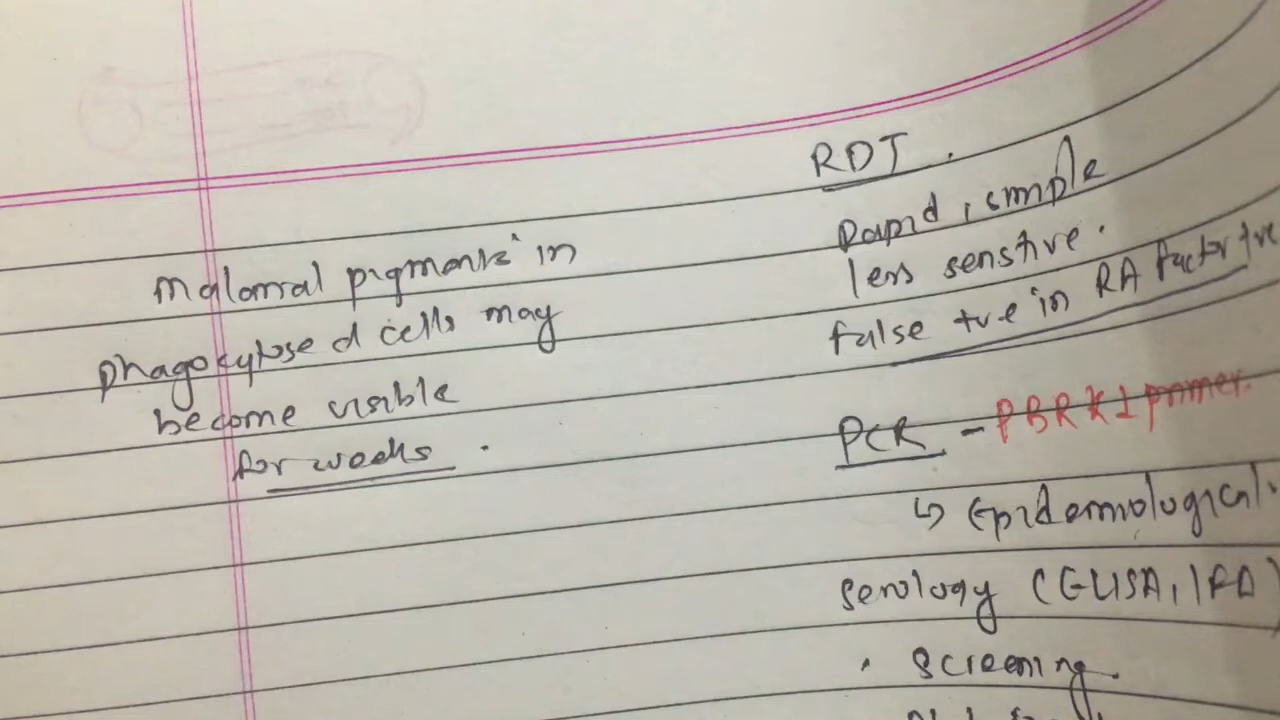 Malarial pigments in
phagocytosed cells may
become visible
for weeks.
RDT.
Rapid, simple
less senstive.
false +ve in RA factor +ve
PCR - PBRK1 primer.
↳ Epidemiological.
Serology (ELISA, IFA)
• Screening.